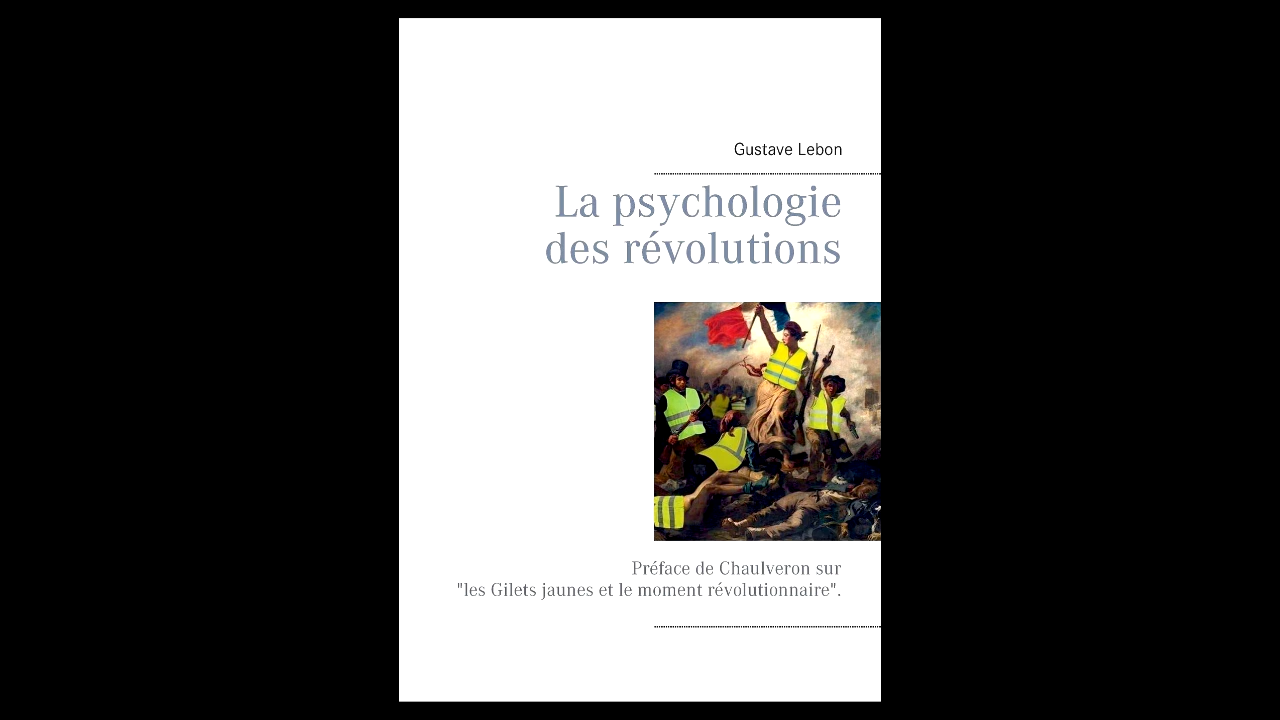 Gustave Lebon
La psychologie
des révolutions
Préface de Chaulveron sur
"les Gilets jaunes et le moment révolutionnaire".